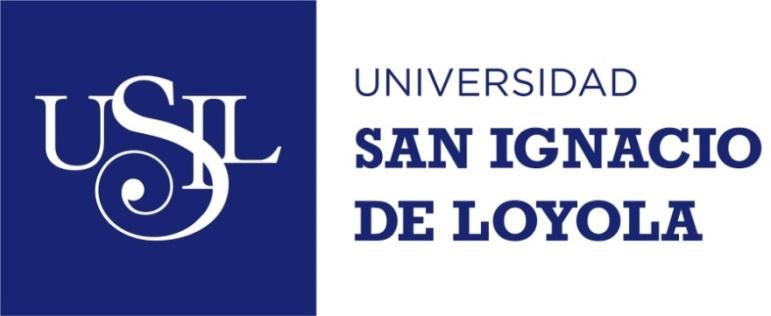 USIL
UNIVERSIDAD
SAN IGNACIO
DE LOYOLA